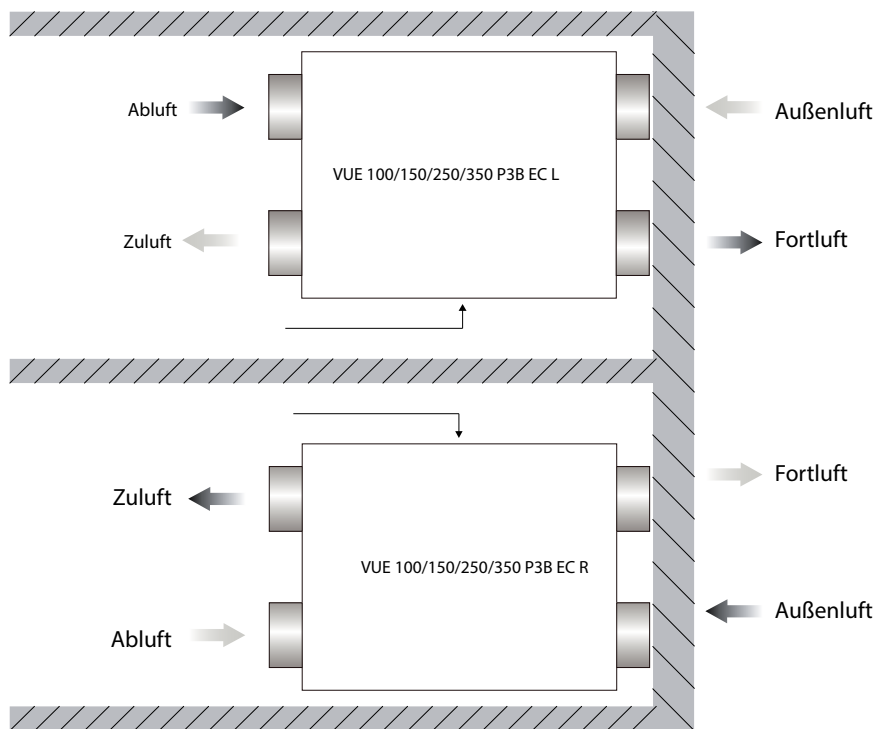 Abluft
Außenluft
VUE 100/150/250/350 P3B EC L
Zuluft
Fortluft
Fortluft
Zuluft
VUE 100/150/250/350 P3B EC R
Außenluft
Abluft